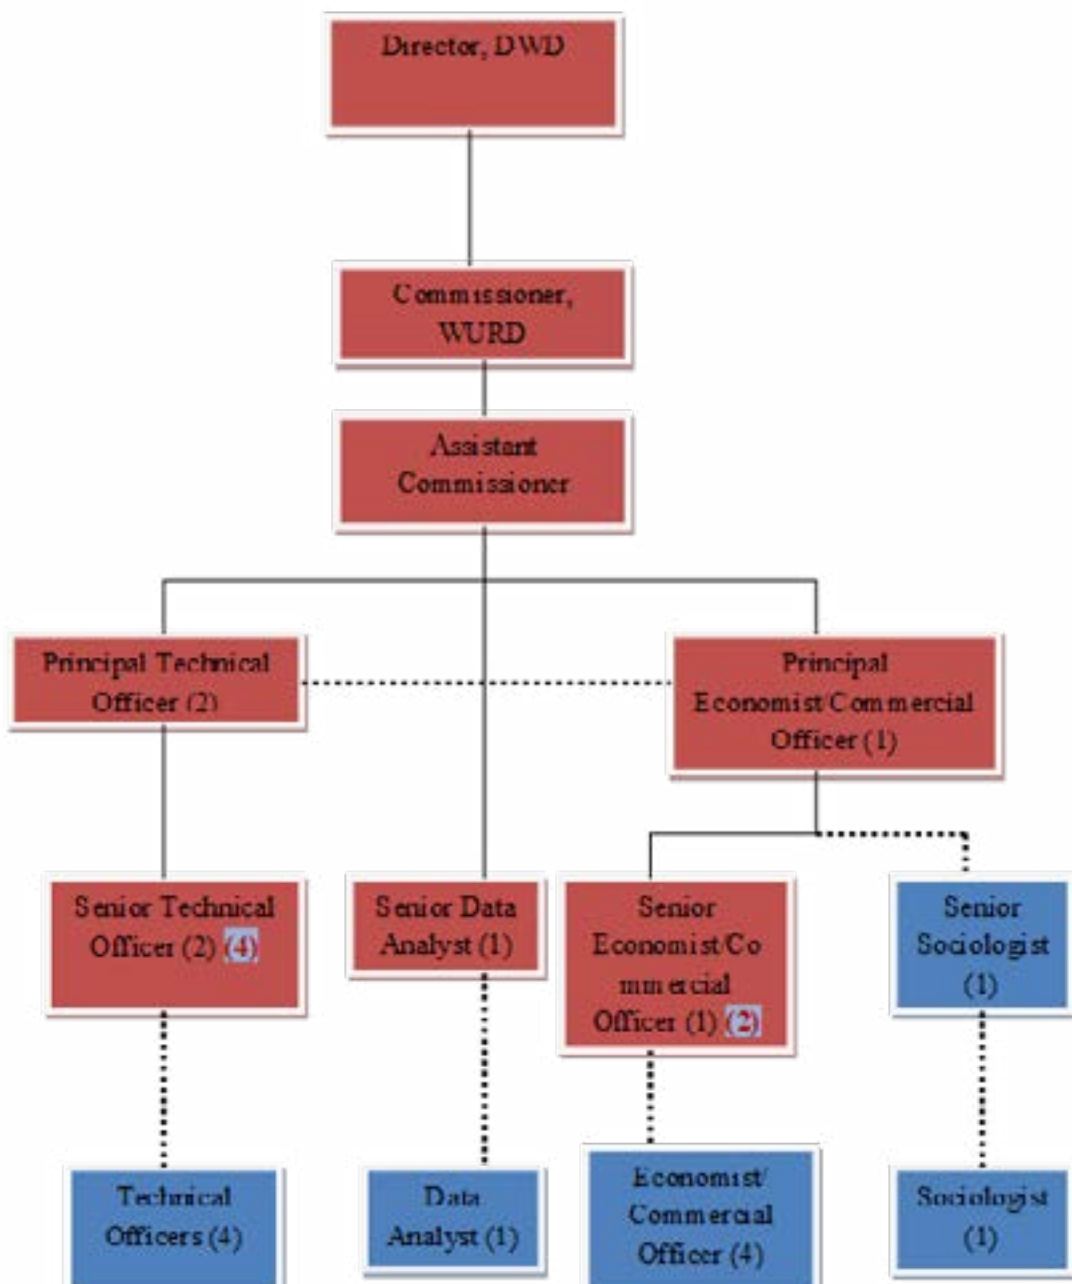 Director, DWD
Commissioner,
WURD
Assistant
Commissioner
Principal Technical
Officer (2)
Principal
Economist/Commercial
Officer (1)
Senior Technical
Officer (2) (4)
Senior Data
Analyst (1)
Senior
Economist/Co
mmercial
Officer (1) (2)
Senior
Sociologist
(1)
Technical
Officers (4)
Data
Analyst (1)
Economist/
Commercial
Officer (4)
Sociologist
(1)